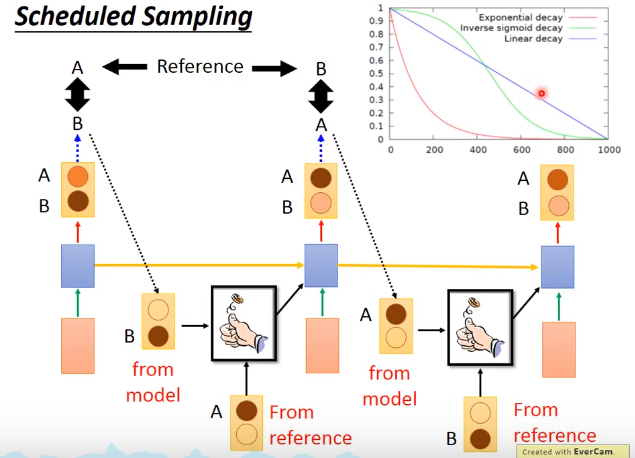 Scheduled Sampling
A
Reference
B
B
A
A
B
A
B
A
B
B
from
model
A
From
reference
A
from
model
B
From
reference
1
0.9
0.8
0.7
0.6
0.5
0.4
0.3
0.2
0.1
0
0
200
400
600
800
1000
Exponential decay
Inverse sigmoid decay
Linear decay
Created with EverCam.